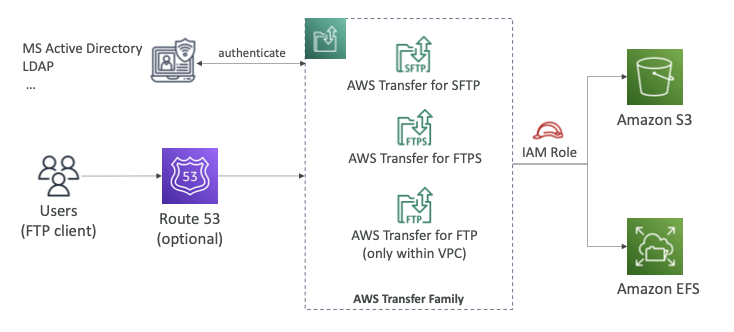 MS Active Directory
LDAP
...
authenticate
SFTP
AWS Transfer for SFTP
FTPS
AWS Transfer for FTPS
FTP
AWS Transfer for FTP
(only within VPC)
AWS Transfer Family
Users
(FTP client)
53
Route 53
(optional)
IAM Role
Amazon S3
Amazon EFS